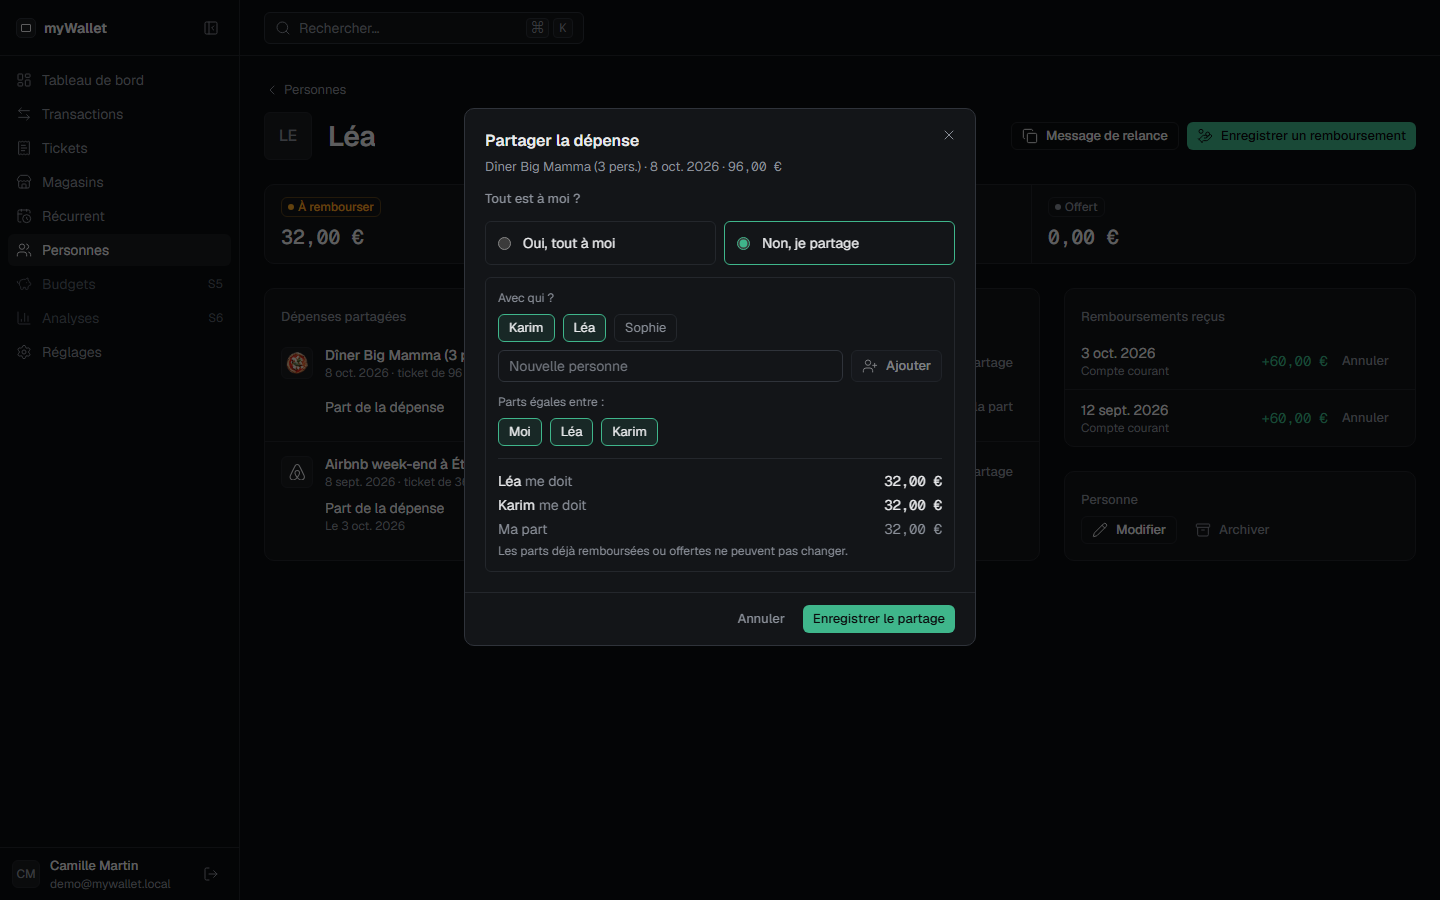 myWallet
Rechercher...
⌘ K
Tableau de bord
Transactions
Tickets
Magasins
Récurrent
Personnes
Budgets S5
Analyses S6
Réglages
CM
Camille Martin
demo@mywallet.local
Personnes
LE
Léa
Message de relance
Enregistrer un remboursement
À rembourser
32,00 €
Offert
0,00 €
Dépenses partagées
Dîner Big Mamma (3 p
8 oct. 2026 · ticket de 96
artage
Part de la dépense
la part
Airbnb week-end à Ét
8 sept. 2026 · ticket de 3
artage
Part de la dépense
Le 3 oct. 2026
Remboursements reçus
3 oct. 2026
Compte courant
+60,00 € Annuler
12 sept. 2026
Compte courant
+60,00 € Annuler
Personne
Modifier
Archiver
Partager la dépense
Dîner Big Mamma (3 pers.) · 8 oct. 2026 · 96,00 €
Tout est à moi ?
Oui, tout à moi
Non, je partage
Avec qui ?
Karim Léa Sophie
Nouvelle personne
Ajouter
Parts égales entre :
Moi Léa Karim
Léa me doit 32,00 €
Karim me doit 32,00 €
Ma part 32,00 €
Les parts déjà remboursées ou offertes ne peuvent pas changer.
Annuler
Enregistrer le partage